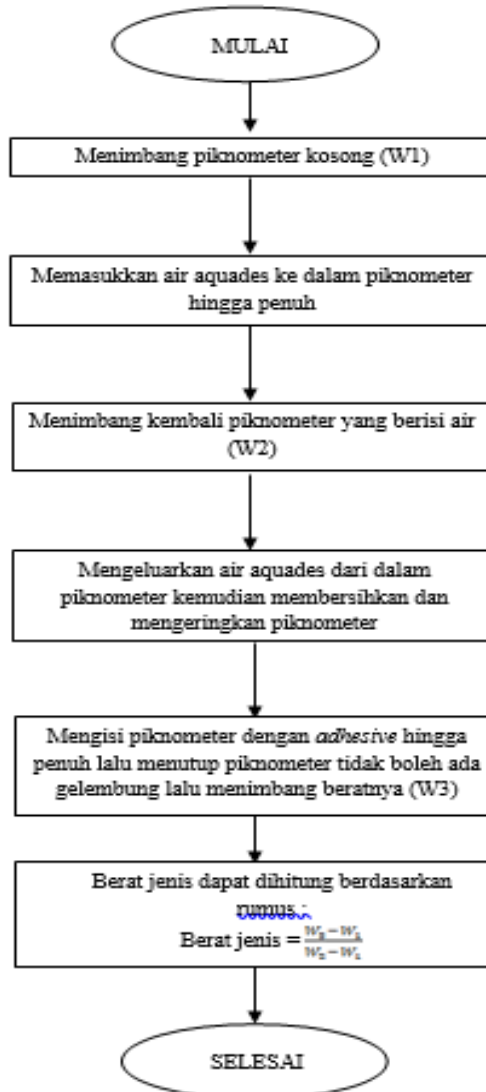 MULAI
Menimbang piknometer kosong (W1)
Memasukkan air aquades ke dalam piknometer
hingga penuh
Menimbang kembali piknometer yang berisi air
(W2)
Mengeluarkan air aquades dari dalam
piknometer kemudian membersihkan dan
mengeringkan piknometer
Mengisi piknometer dengan adhesive hingga
penuh lalu menutup piknometer tidak boleh ada
gelembung lalu menimbang beratnya (W3)
Berat jenis dapat dihitung berdasarkan
rumus :
Berat jenis =
SELESAI